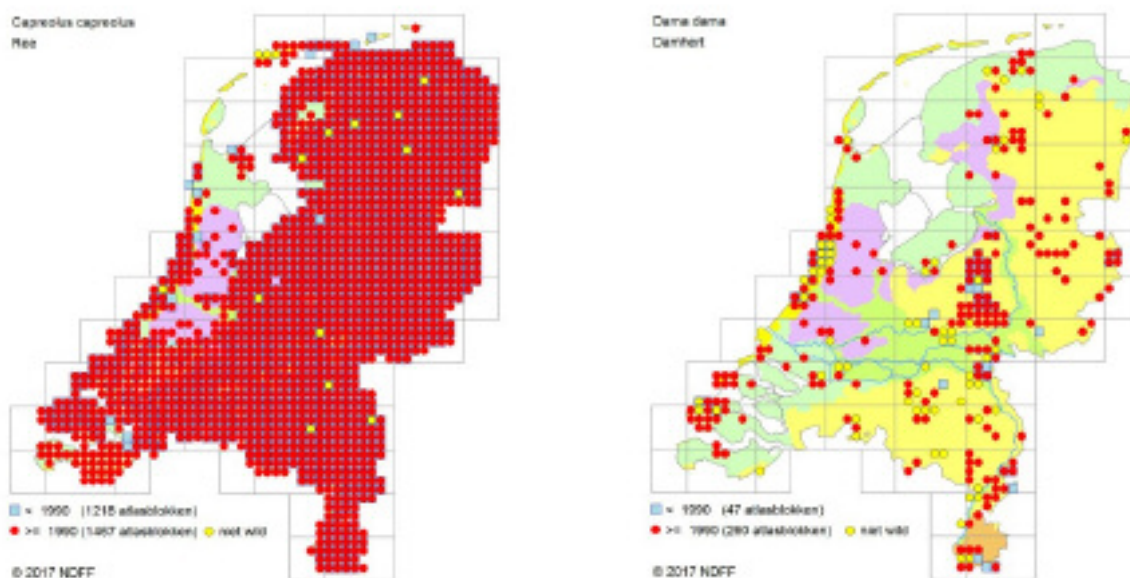 Capreolus capreolus
Ree
< 1990 (1218 atlasblokken)
>= 1990 (1487 atlasblokken) niet wild
© 2017 NDFF
Dama dama
Damhert
< 1990 (47 atlasblokken)
>= 1990 (280 atlasblokken) niet wild
© 2017 NDFF